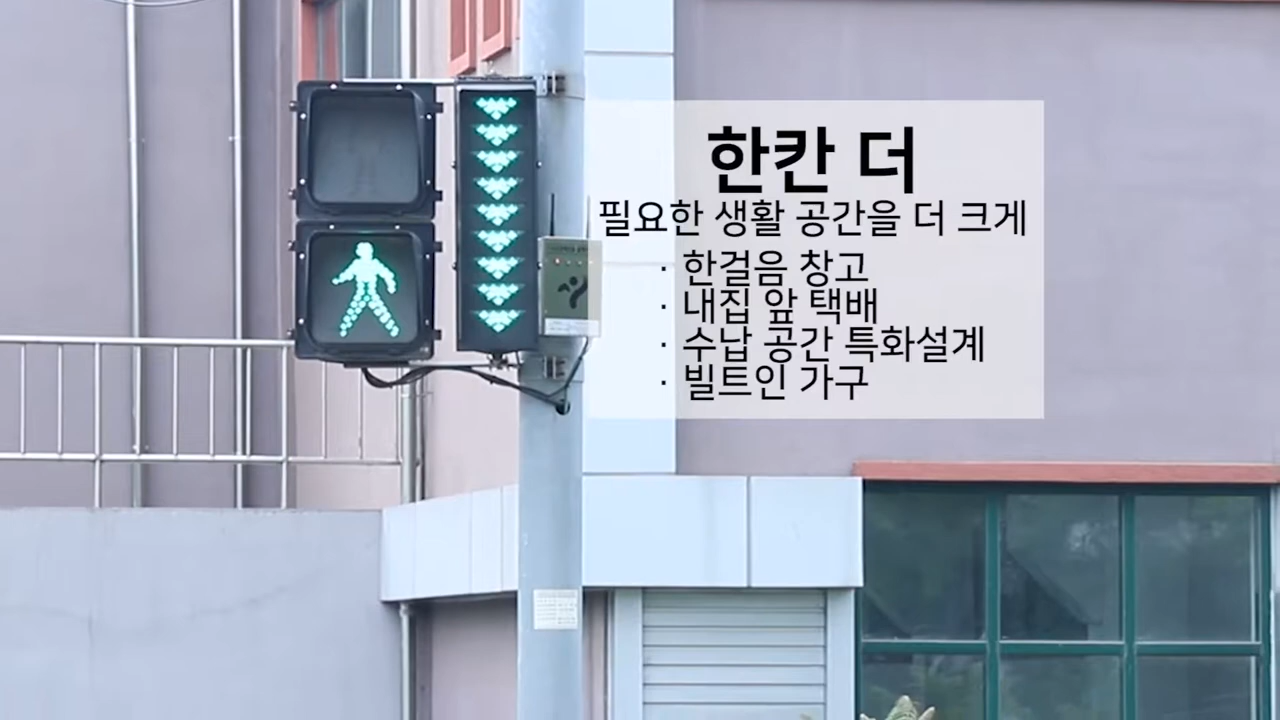 한칸 더
필요한 생활 공간을 더 크게
· 한걸음 창고
· 내집 앞 택배
· 수납 공간 특화설계
· 빌트인 가구